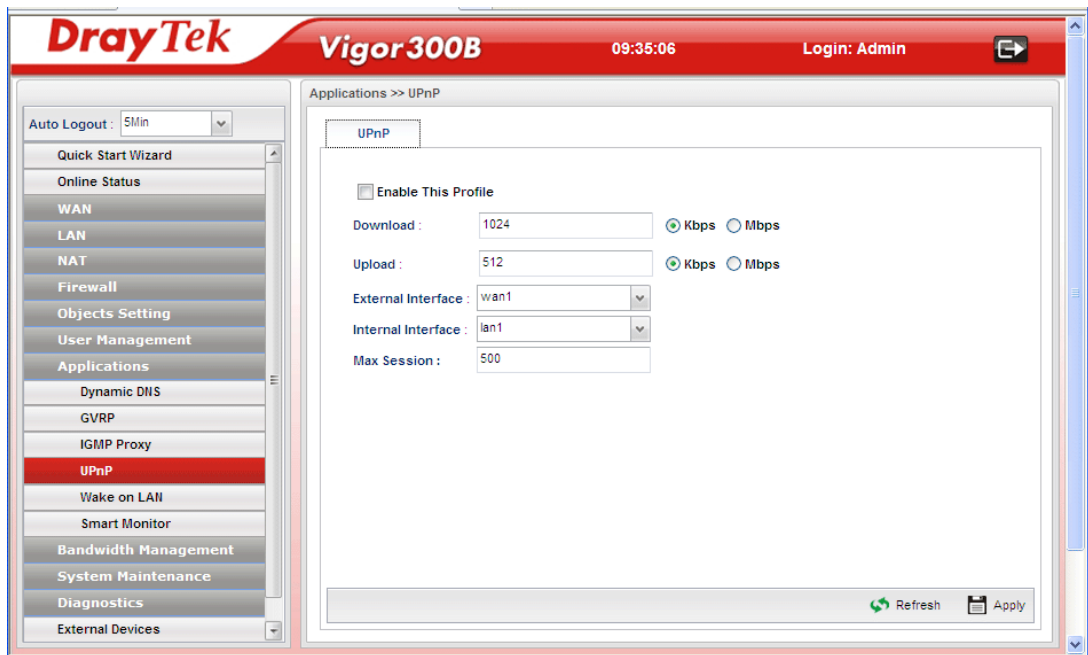 DrayTek
Vigor300B 09:35:06 Login: Admin
Auto Logout : 5Min
Quick Start Wizard
Online Status
WAN
LAN
NAT
Firewall
Objects Setting
User Management
Applications
Dynamic DNS
GVRP
IGMP Proxy
UPnP
Wake on LAN
Smart Monitor
Bandwidth Management
System Maintenance
Diagnostics
External Devices
Applications >> UPnP
UPnP
Enable This Profile
Download : 1024 Kbps Mbps
Upload : 512 Kbps Mbps
External Interface : wan1
Internal Interface : lan1
Max Session : 500
Refresh Apply